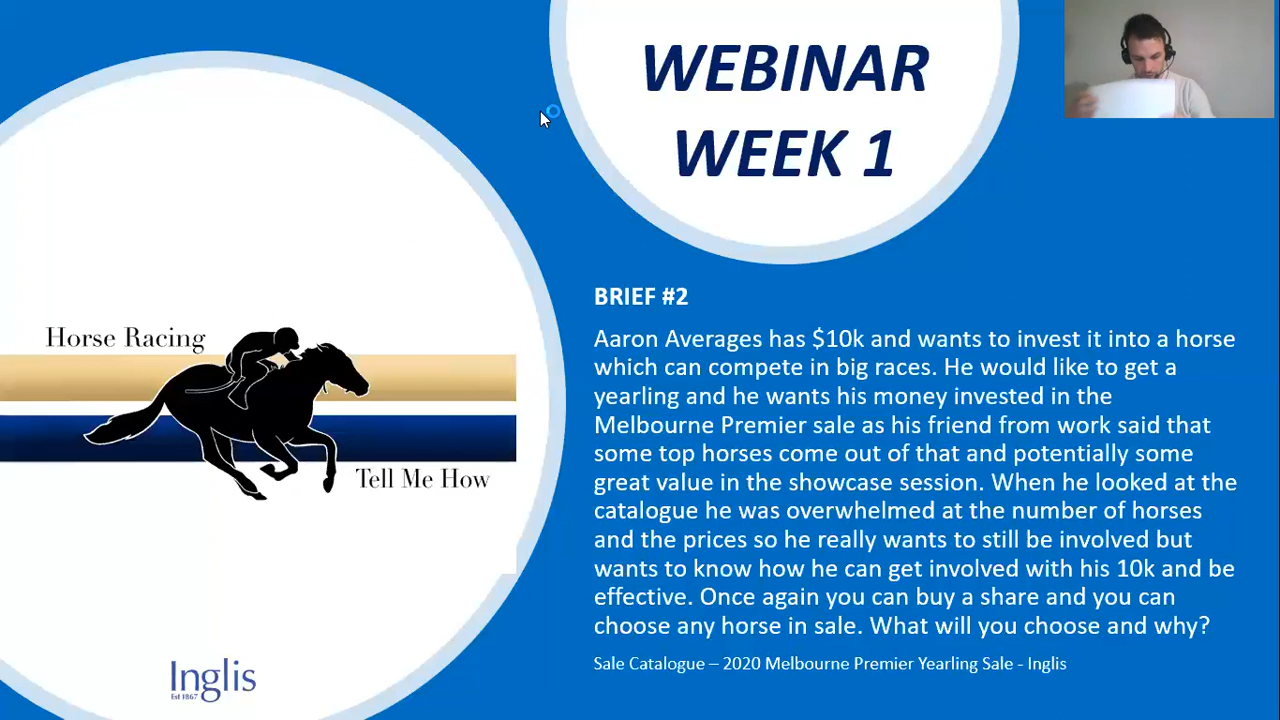 WEBINAR
WEEK 1
Horse Racing
Tell Me How
Inglis
Est 1867
BRIEF #2
Aaron Averages has $10k and wants to invest it into a horse
which can compete in big races. He would like to get a
yearling and he wants his money invested in the
Melbourne Premier sale as his friend from work said that
some top horses come out of that and potentially some
great value in the showcase session. When he looked at the
catalogue he was overwhelmed at the number of horses
and the prices so he really wants to still be involved but
wants to know how he can get involved with his 10k and be
effective. Once again you can buy a share and you can
choose any horse in sale. What will you choose and why?
Sale Catalogue – 2020 Melbourne Premier Yearling Sale - Inglis